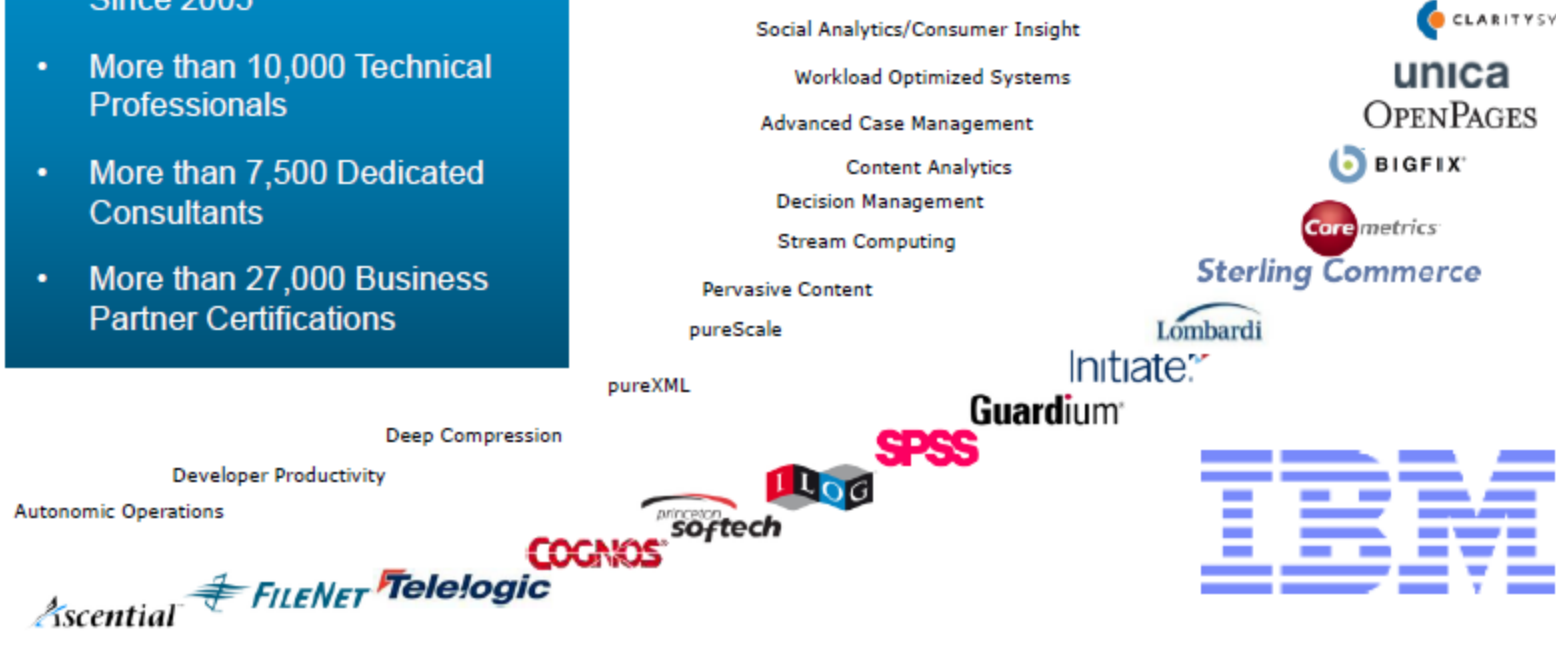 Since 2005
• More than 10,000 Technical
Professionals
• More than 7,500 Dedicated
Consultants
• More than 27,000 Business
Partner Certifications
Social Analytics/Consumer Insight
Workload Optimized Systems
Advanced Case Management
Content Analytics
Decision Management
Stream Computing
Pervasive Content
pureScale
pureXML
Deep Compression
Developer Productivity
Autonomic Operations
CLARITYSY
unica
OPENPAGES
BIGFIX
Coremetrics
Sterling Commerce
Lombardi
Initiate
Guardium
SPSS
ILOG
princeton
softech
COGNOS
Telelogic
FILENET
Ascential
IBM